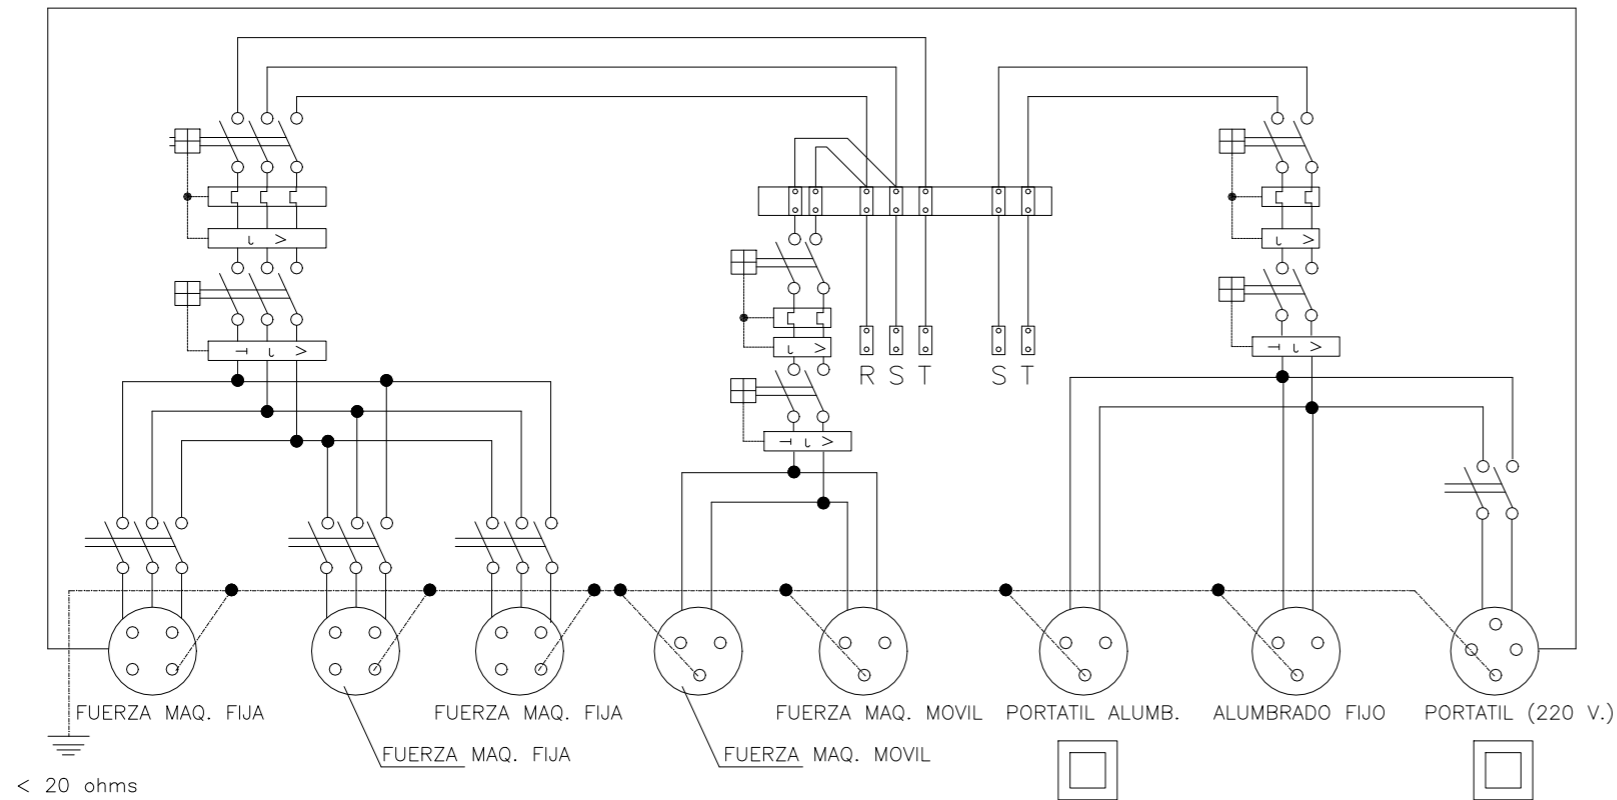 R S T S T
FUERZA MAQ. FIJA
FUERZA MAQ. FIJA
FUERZA MAQ. MOVIL
PORTATIL ALUMB.
ALUMBRADO FIJO
PORTATIL (220 V.)
FUERZA MAQ. FIJA
FUERZA MAQ. MOVIL
< 20 ohms